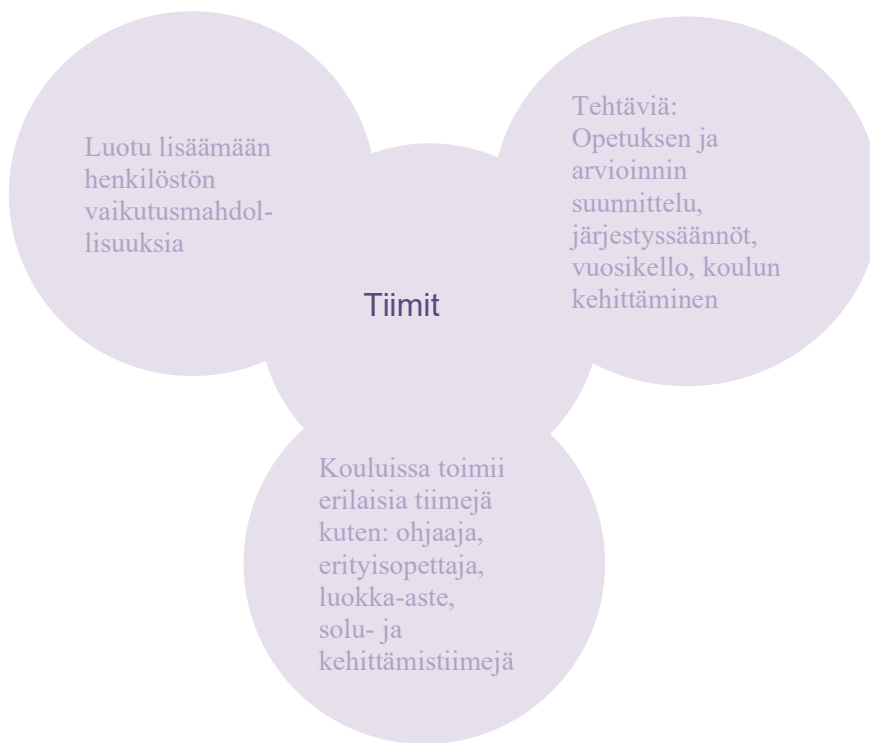 Luotu lisäämään
henkilöstön
vaikutusmahdol-
lisuuksia
Tehtäviä:
Opetuksen ja
arvioinnin
suunnittelu,
järjestyssäännöt,
vuosikello, koulun
kehittäminen
Tiimit
Kouluissa toimii
erilaisia tiimejä
kuten: ohjaaja,
erityisopettaja,
luokka-aste,
solu- ja
kehittämistiimejä